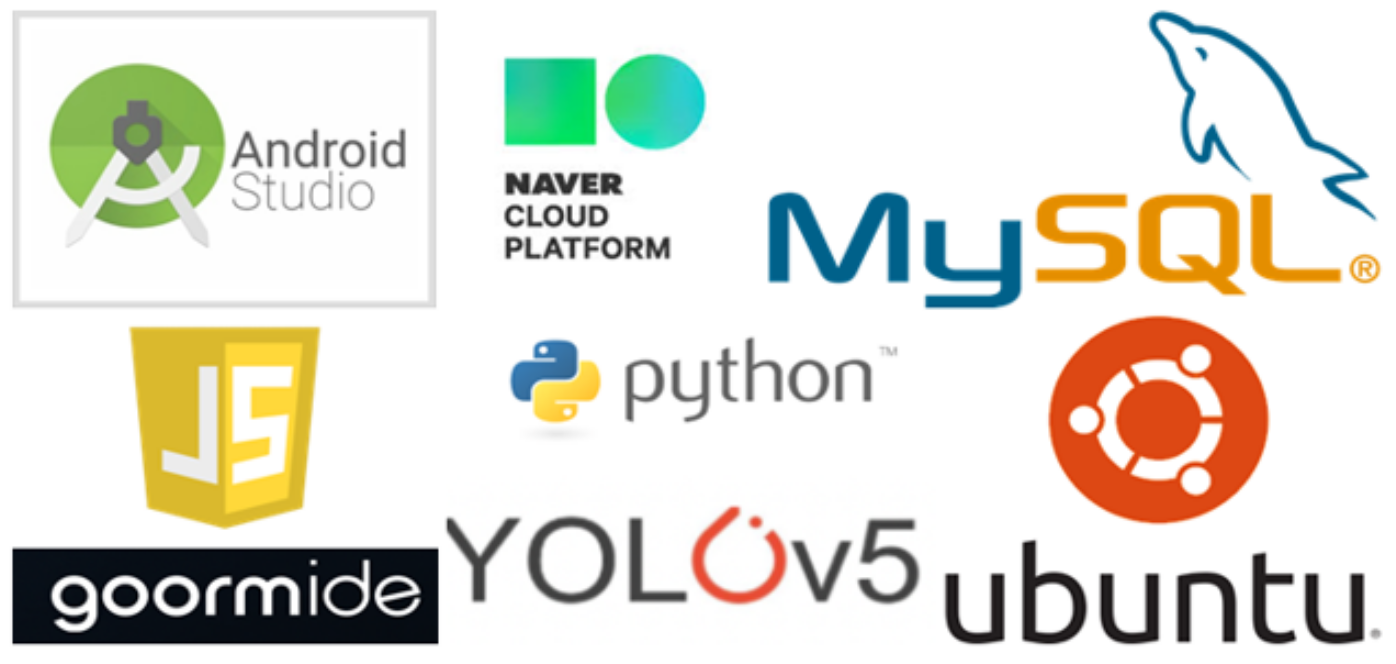 Android
Studio
NAVER
CLOUD
PLATFORM
MySQL®
JS
python™
goormide
YOLOv5
ubuntu®